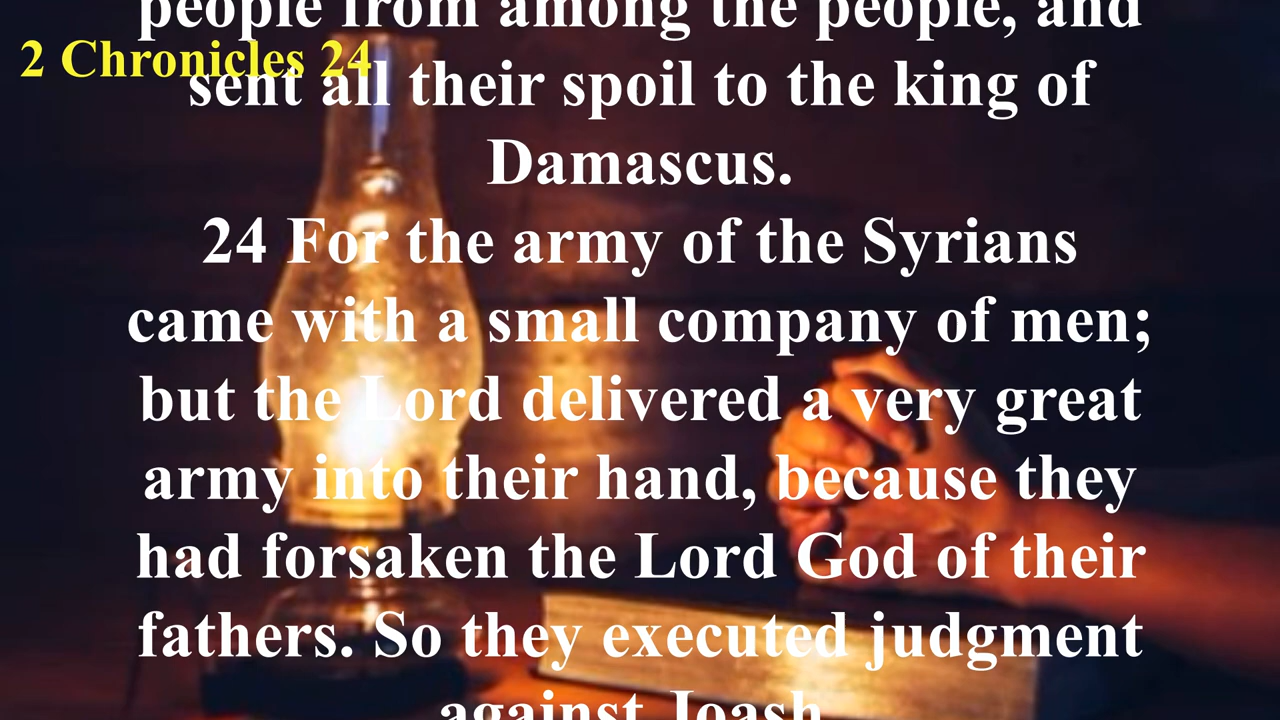 people from among the people, and
2 Chronicles 24
sent all their spoil to the king of
Damascus.
24 For the army of the Syrians
came with a small company of men;
but the Lord delivered a very great
army into their hand, because they
had forsaken the Lord God of their
fathers. So they executed judgment
against Joash.